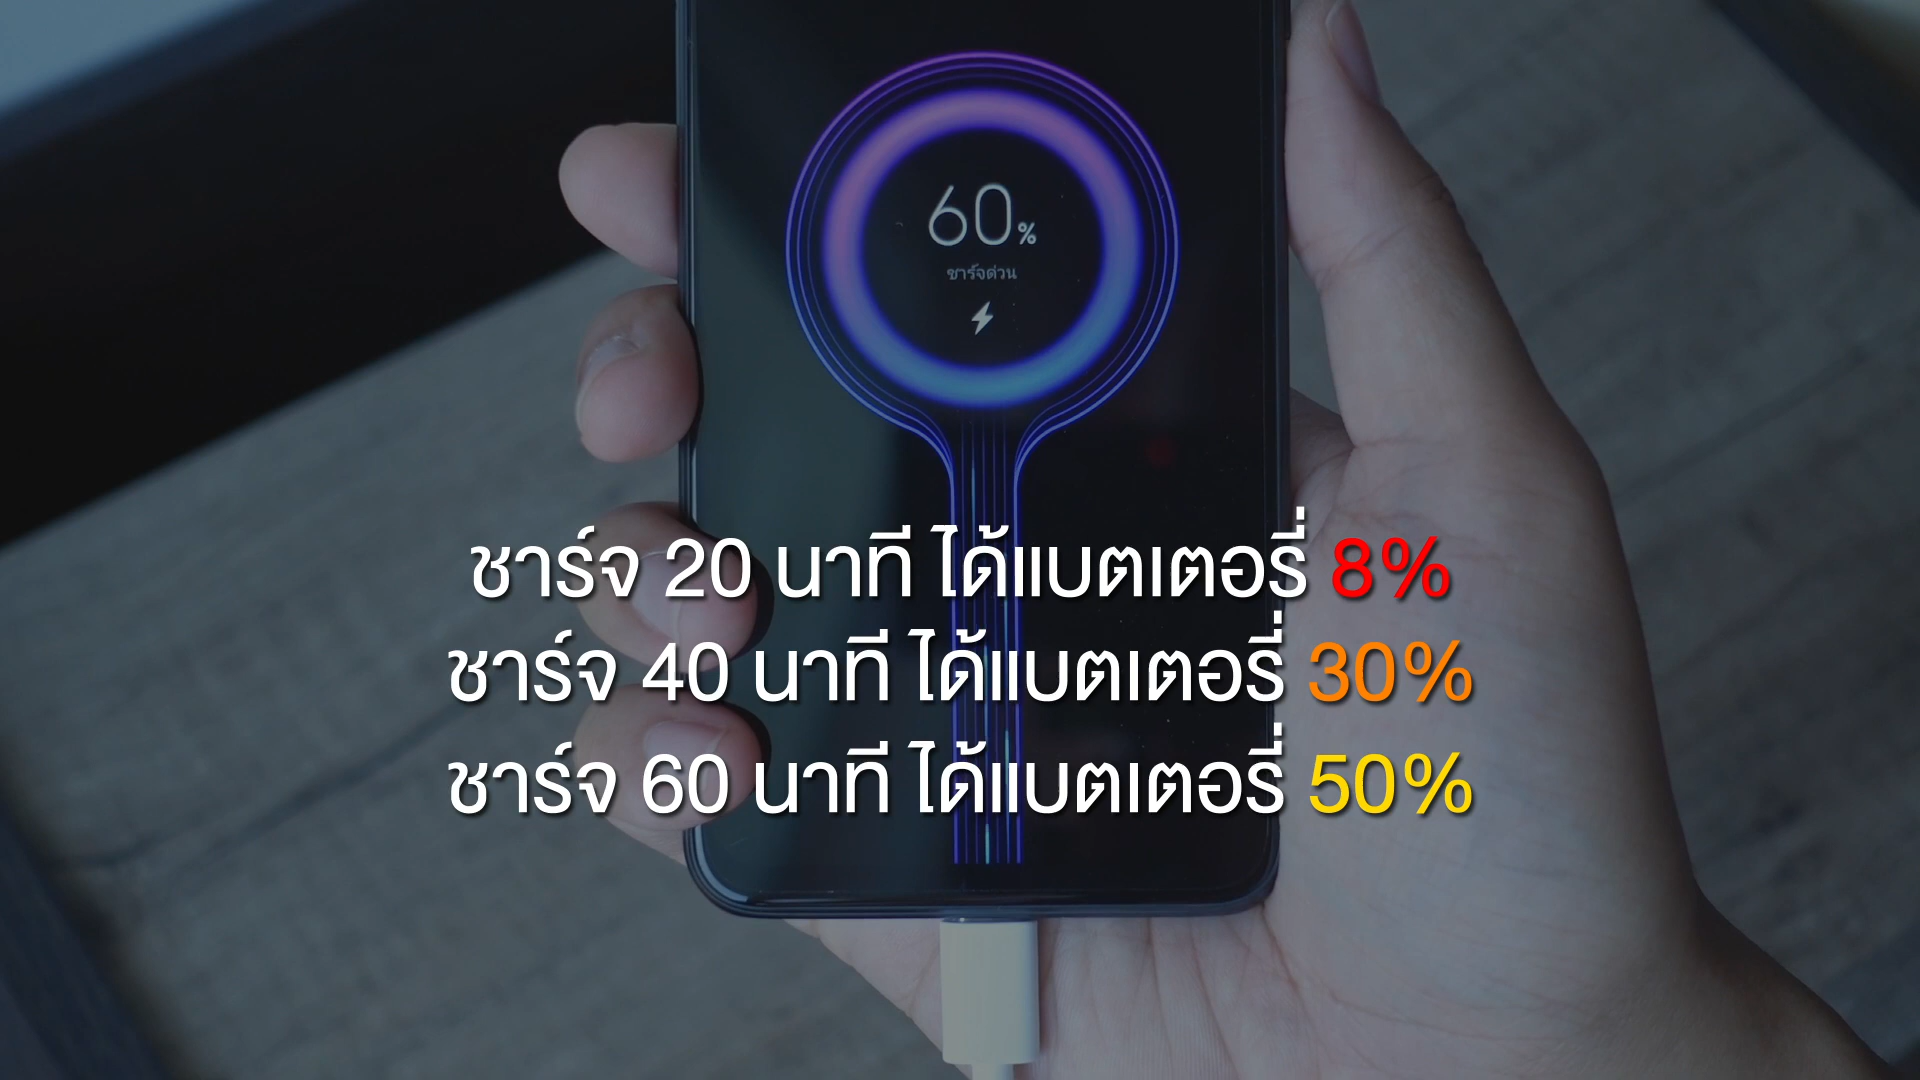 60%
ชาร์จด่วน
ชาร์จ 20 นาที ได้แบตเตอรี่ 8%
ชาร์จ 40 นาที ได้แบตเตอรี่ 30%
ชาร์จ 60 นาที ได้แบตเตอรี่ 50%